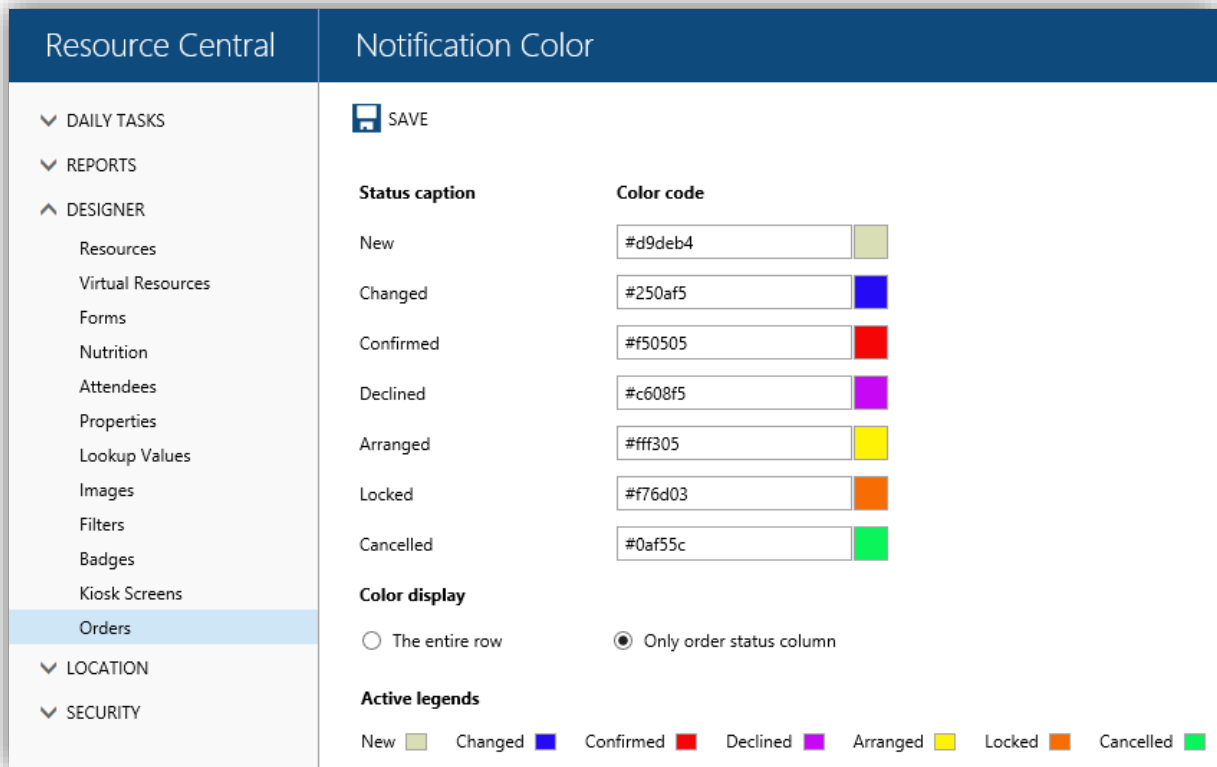 Resource Central
Notification Color
DAILY TASKS
REPORTS
DESIGNER
Resources
Virtual Resources
Forms
Nutrition
Attendees
Properties
Lookup Values
Images
Filters
Badges
Kiosk Screens
Orders
LOCATION
SECURITY
SAVE
Status caption Color code
New #d9deb4
Changed #250af5
Confirmed #f50505
Declined #c608f5
Arranged #fff305
Locked #f76d03
Cancelled #0af55c
Color display
The entire row Only order status column
Active legends
New Changed Confirmed Declined Arranged Locked Cancelled